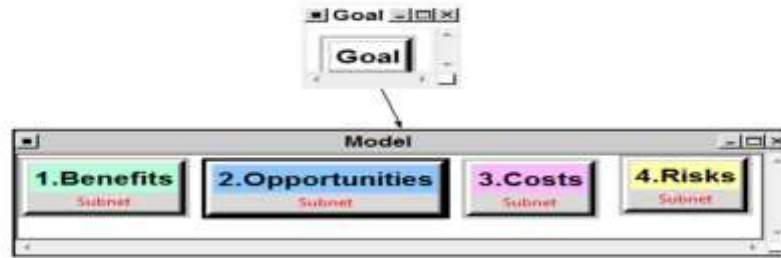 Goal
Goal
Model
1.Benefits
Subnet
2.Opportunities
Subnet
3.Costs
Subnet
4.Risks
Subnet